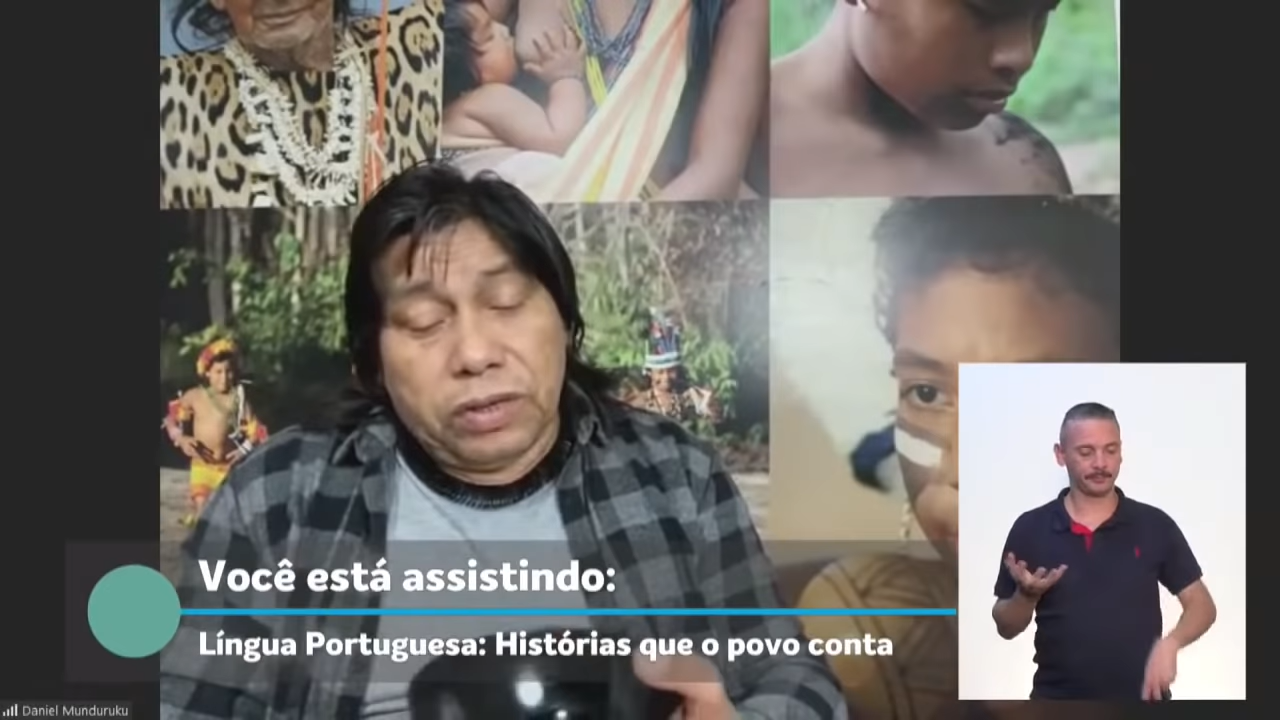 Você está assistindo:
Língua Portuguesa: Histórias que o povo conta
Daniel Munduruku